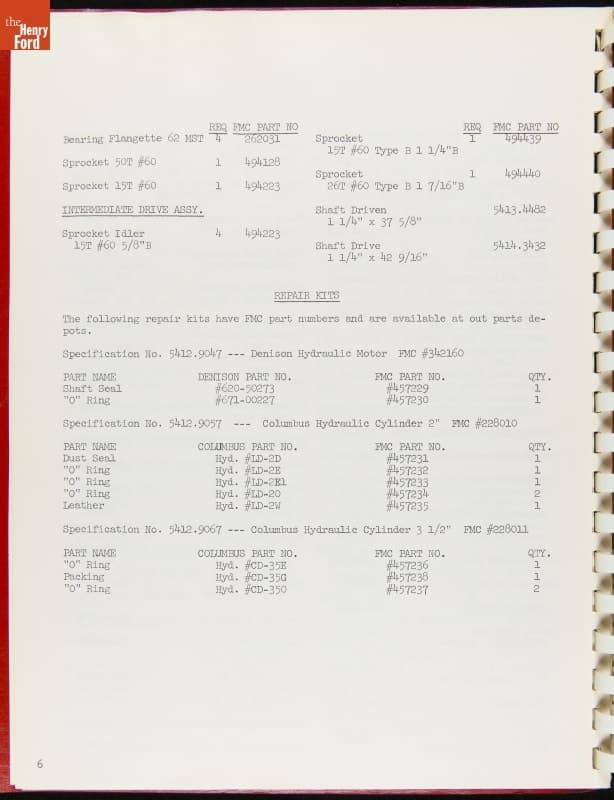 the Henry Ford
REQ FMC PART NO
Bearing Flangette 62 MST 4 262031
Sprocket 50T #60 1 494128
Sprocket 15T #60 1 494223
INTERMEDIATE DRIVE ASSY.
Sprocket Idler 4 494223
15T #60 5/8"B
REQ FMC PART NO
Sprocket 1 494439
15T #60 Type B 1 1/4"B
Sprocket 1 494440
26T #60 Type B 1 7/16"B
Shaft Driven 5413.4482
1 1/4" x 37 5/8"
Shaft Drive 5414.3432
1 1/4" x 42 9/16"
REPAIR KITS
The following repair kits have FMC part numbers and are available at out parts de-
pots.
Specification No. 5412.9047 --- Denison Hydraulic Motor FMC #342160
PART NAME DENISON PART NO. FMC PART NO. QTY.
Shaft Seal #620-50273 #457229 1
"O" Ring #671-00227 #457230 1
Specification No. 5412.9057 --- Columbus Hydraulic Cylinder 2" FMC #228010
PART NAME COLUMBUS PART NO. FMC PART NO. QTY.
Dust Seal Hyd. #LD-2D #457231 1
"O" Ring Hyd. #LD-2E #457232 1
"O" Ring Hyd. #LD-2E1 #457233 1
"O" Ring Hyd. #LD-20 #457234 2
Leather Hyd. #LD-2W #457235 1
Specification No. 5412.9067 --- Columbus Hydraulic Cylinder 3 1/2" FMC #228011
PART NAME COLUMBUS PART NO. FMC PART NO. QTY.
"O" Ring Hyd. #CD-35E #457236 1
Packing Hyd. #CD-35G #457238 1
"O" Ring Hyd. #CD-350 #457237 2
6